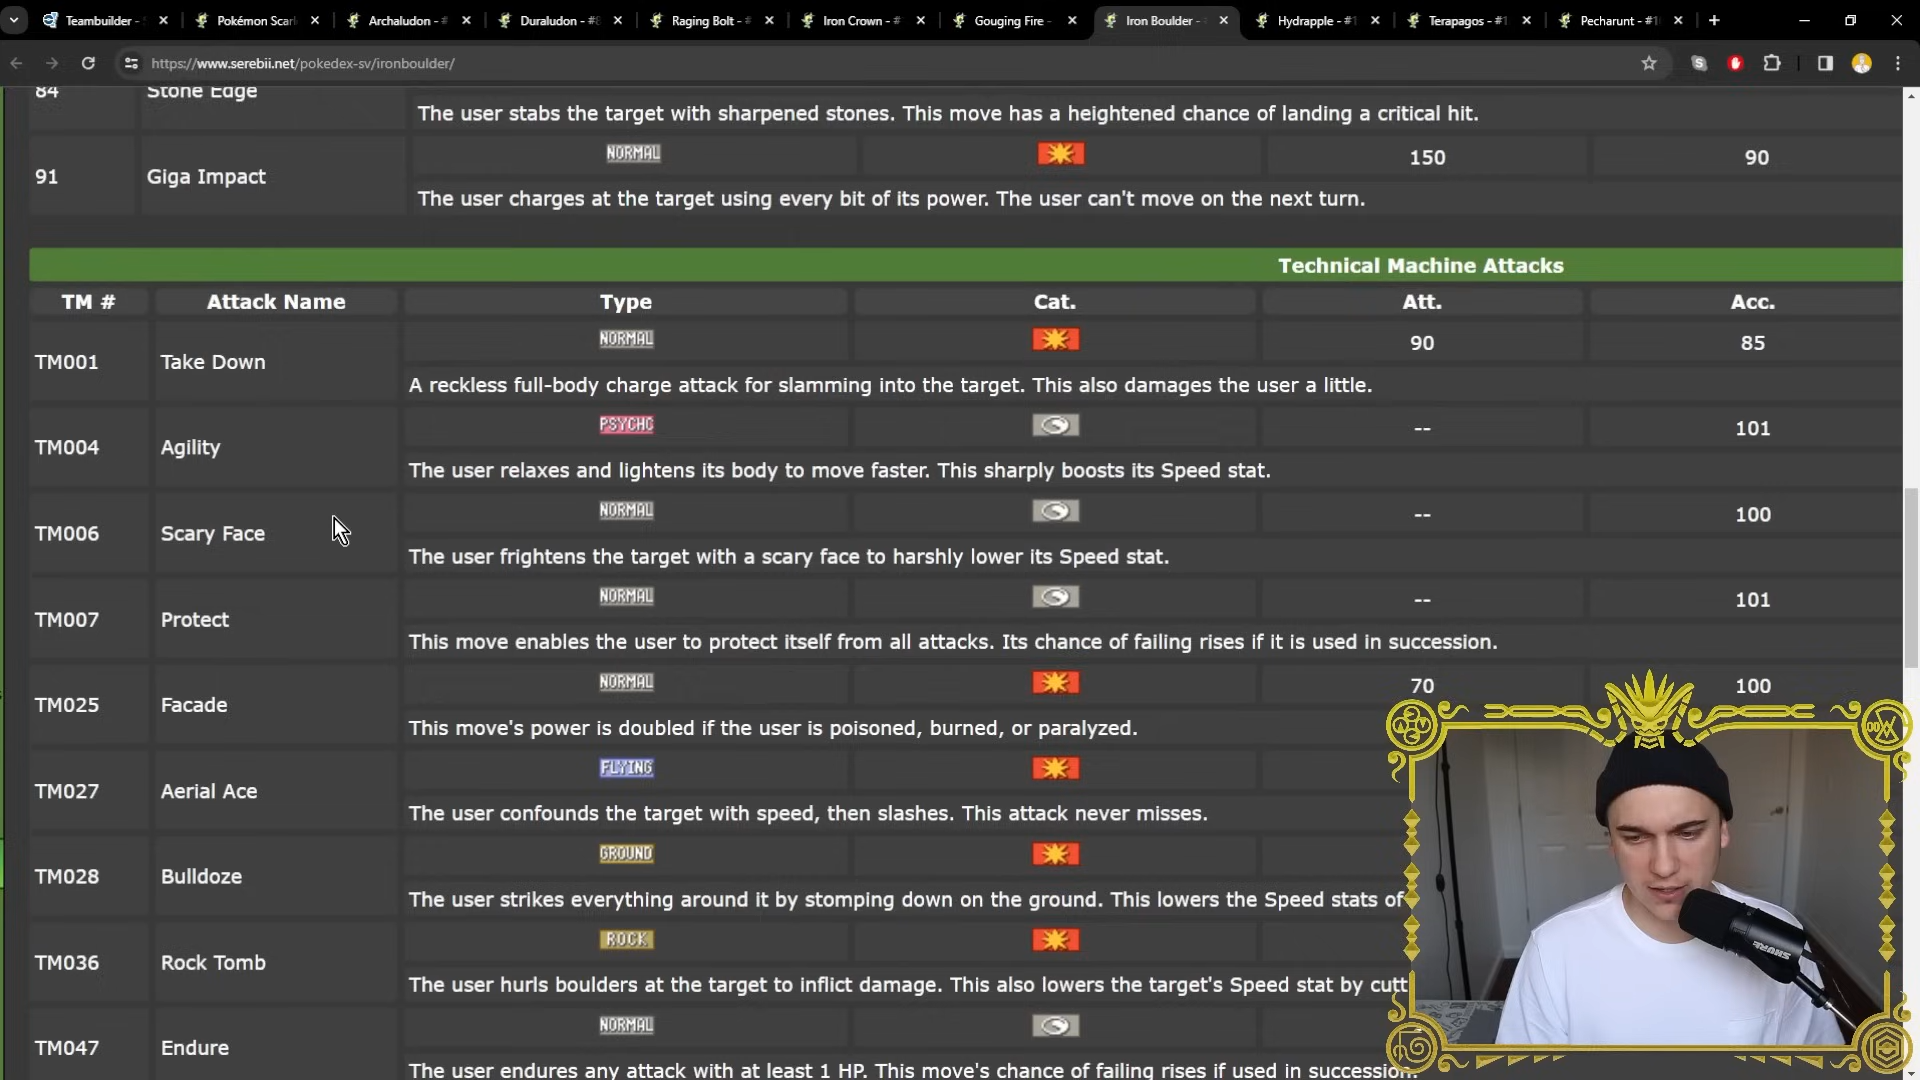 Teambuilder -
Pokémon Scarl
Archaludon - #
Duraludon - #8
Raging Bolt - #
Iron Crown - #
Gouging Fire -
Iron Boulder -
Hydrapple - #1
Terapagos - #1
Pecharunt - #1
https://www.serebii.net/pokedex-sv/ironboulder/
84 Stone Edge
The user stabs the target with sharpened stones. This move has a heightened chance of landing a critical hit.
91 Giga Impact NORMAL 150 90
The user charges at the target using every bit of its power. The user can't move on the next turn.
Technical Machine Attacks
TM # Attack Name Type Cat. Att. Acc.
TM001 Take Down NORMAL 90 85
A reckless full-body charge attack for slamming into the target. This also damages the user a little.
TM004 Agility PSYCHC -- 101
The user relaxes and lightens its body to move faster. This sharply boosts its Speed stat.
TM006 Scary Face NORMAL -- 100
The user frightens the target with a scary face to harshly lower its Speed stat.
TM007 Protect NORMAL -- 101
This move enables the user to protect itself from all attacks. Its chance of failing rises if it is used in succession.
TM025 Facade NORMAL 70 100
This move's power is doubled if the user is poisoned, burned, or paralyzed.
TM027 Aerial Ace FLYING
The user confounds the target with speed, then slashes. This attack never misses.
TM028 Bulldoze GROUND
The user strikes everything around it by stomping down on the ground. This lowers the Speed stats of
TM036 Rock Tomb ROCK
The user hurls boulders at the target to inflict damage. This also lowers the target's Speed stat by cutt
TM047 Endure NORMAL
The user endures any attack with at least 1 HP. This move's chance of failing rises if used in succession.
SHURE